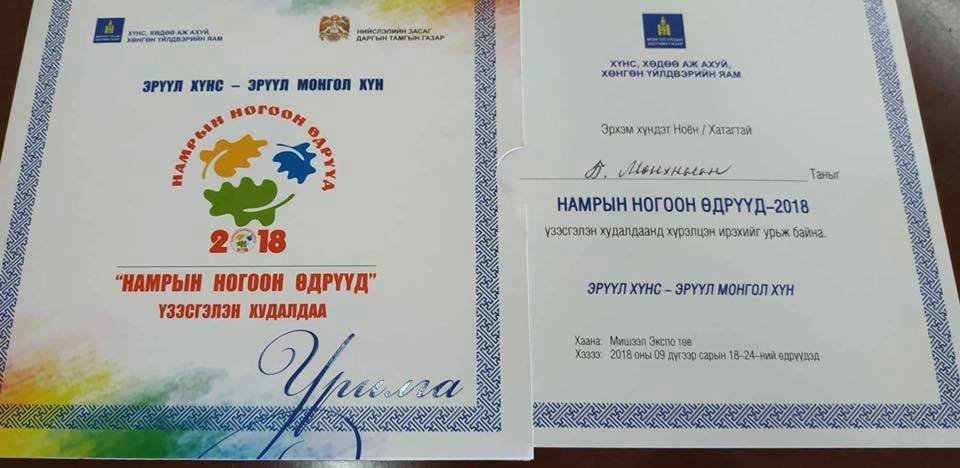 ХҮНС, ХӨДӨӨ АЖ АХУЙ,
ХӨНГӨН ҮЙЛДВЭРИЙН ЯАМ
НИЙСЛЭЛИЙН ЗАСАГ
ДАРГЫН ТАМГЫН ГАЗАР
ЭРҮҮЛ ХҮНС – ЭРҮҮЛ МОНГОЛ ХҮН
НАМРЫН НОГООН ӨДРҮҮД
2018
"НАМРЫН НОГООН ӨДРҮҮД"
ҮЗЭСГЭЛЭН ХУДАЛДАА
Урилга
ХҮНС, ХӨДӨӨ АЖ АХУЙ,
ХӨНГӨН ҮЙЛДВЭРИЙН ЯАМ
Эрхэм хүндэт Ноён / Хатагтай
Таныг
НАМРЫН НОГООН ӨДРҮҮД–2018
үзэсгэлэн худалдаанд хүрэлцэн ирэхийг урьж байна.
ЭРҮҮЛ ХҮНС – ЭРҮҮЛ МОНГОЛ ХҮН
Хаана: Мишээл Экспо төв
Хэзээ: 2018 оны 09 дүгээр сарын 18–24–ний өдрүүдэд